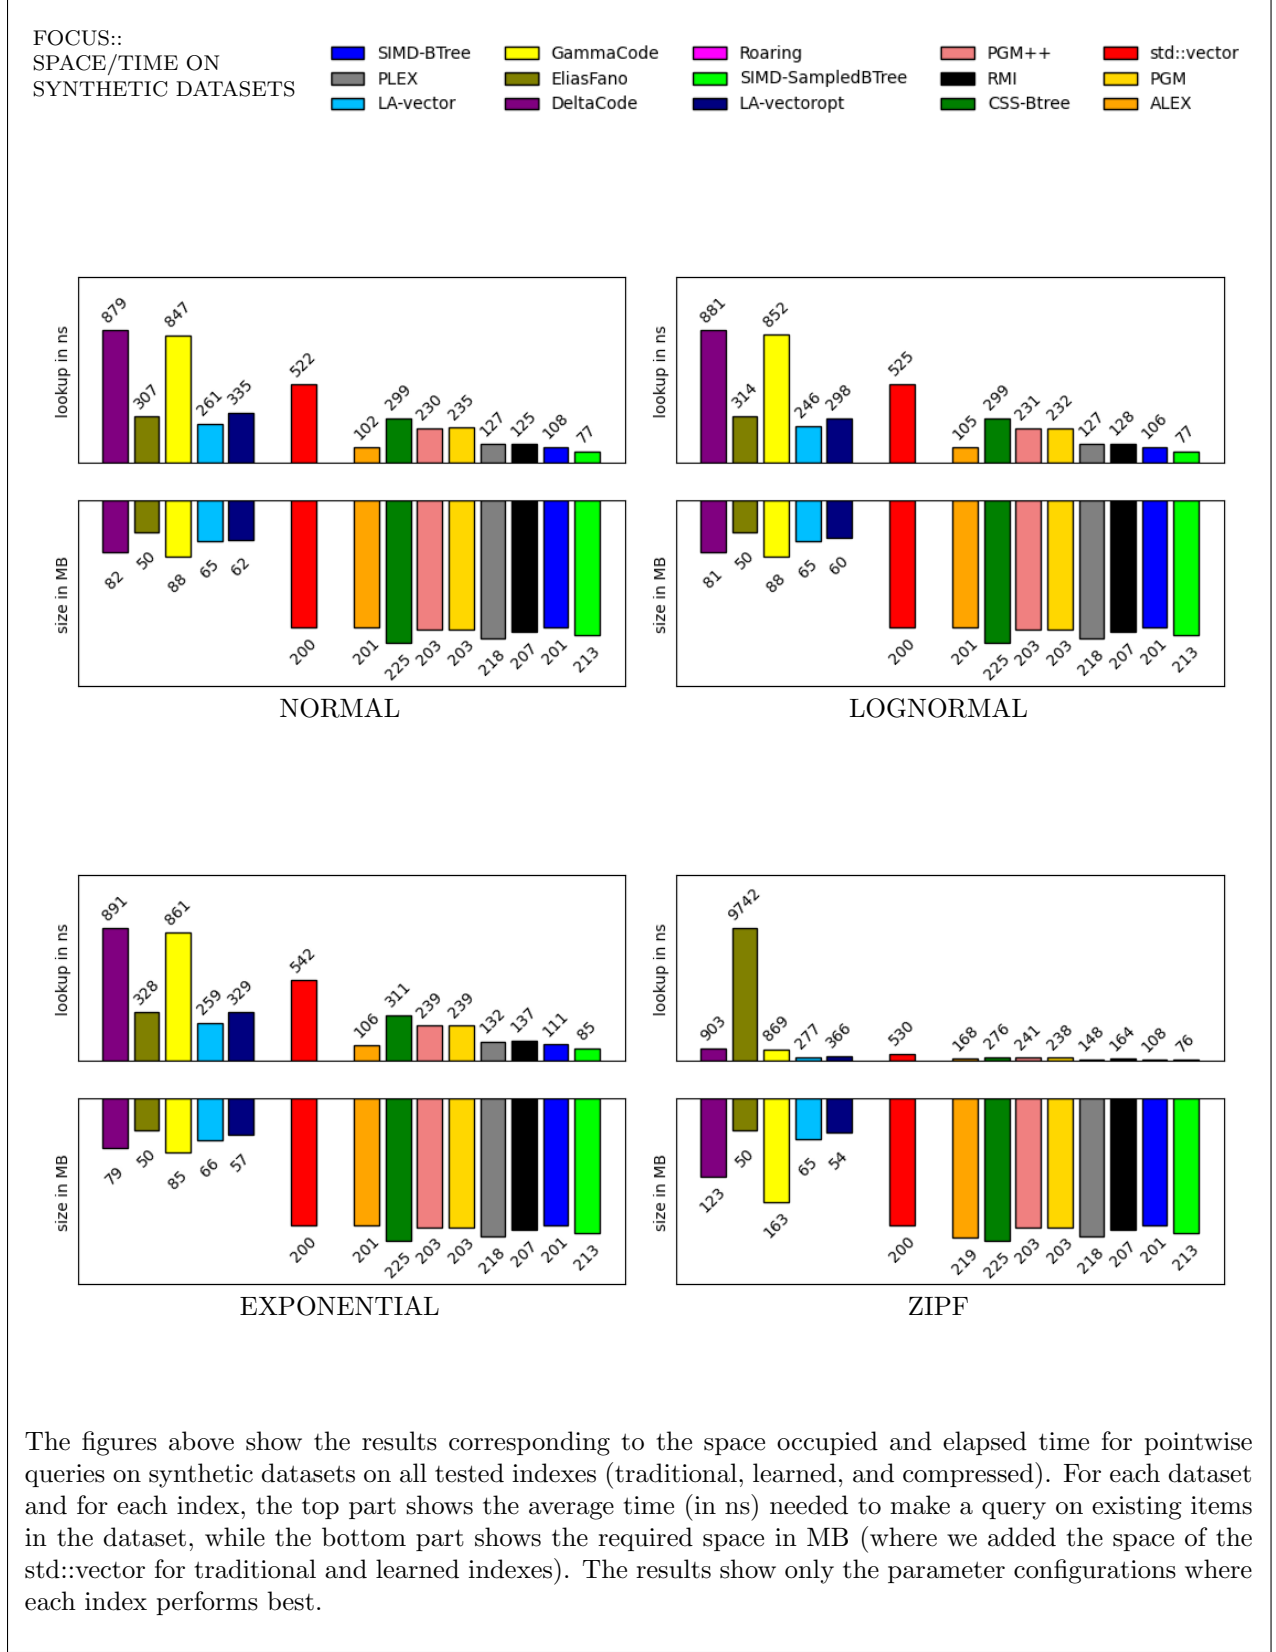 FOCUS::
SPACE/TIME ON
SYNTHETIC DATASETS
SIMD-BTree
PLEX
LA-vector
GammaCode
EliasFano
DeltaCode
Roaring
SIMD-SampledBTree
LA-vectoropt
PGM++
RMI
CSS-Btree
std::vector
PGM
ALEX
lookup in ns
879 307 847 261 335 522 102 299 230 235 127 125 108 77
size in MB
82 50 88 65 62 200 201 225 203 203 218 207 201 213
NORMAL
lookup in ns
881 314 852 246 298 525 105 299 231 232 127 128 106 77
size in MB
81 50 88 65 60 200 201 225 203 203 218 207 201 213
LOGNORMAL
lookup in ns
891 328 861 259 329 542 106 311 239 239 132 137 111 85
size in MB
79 50 85 66 57 200 201 225 203 203 218 207 201 213
EXPONENTIAL
lookup in ns
903 9742 869 277 366 530 168 276 241 238 148 164 108 76
size in MB
123 50 163 65 54 200 219 225 203 203 218 207 201 213
ZIPF
The figures above show the results corresponding to the space occupied and elapsed time for pointwise
queries on synthetic datasets on all tested indexes (traditional, learned, and compressed). For each dataset
and for each index, the top part shows the average time (in ns) needed to make a query on existing items
in the dataset, while the bottom part shows the required space in MB (where we added the space of the
std::vector for traditional and learned indexes). The results show only the parameter configurations where
each index performs best.